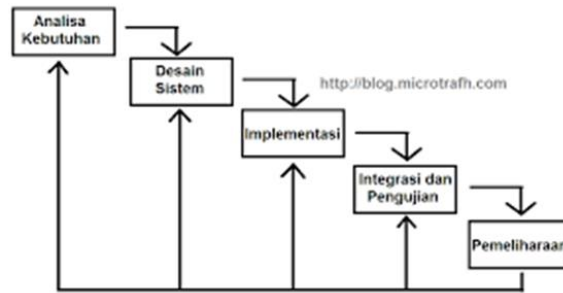 Analisa
Kebutuhan
Desain
Sistem
http://blog.microtrafh.com
Implementasi
Integrasi dan
Pengujian
Pemeliharaan